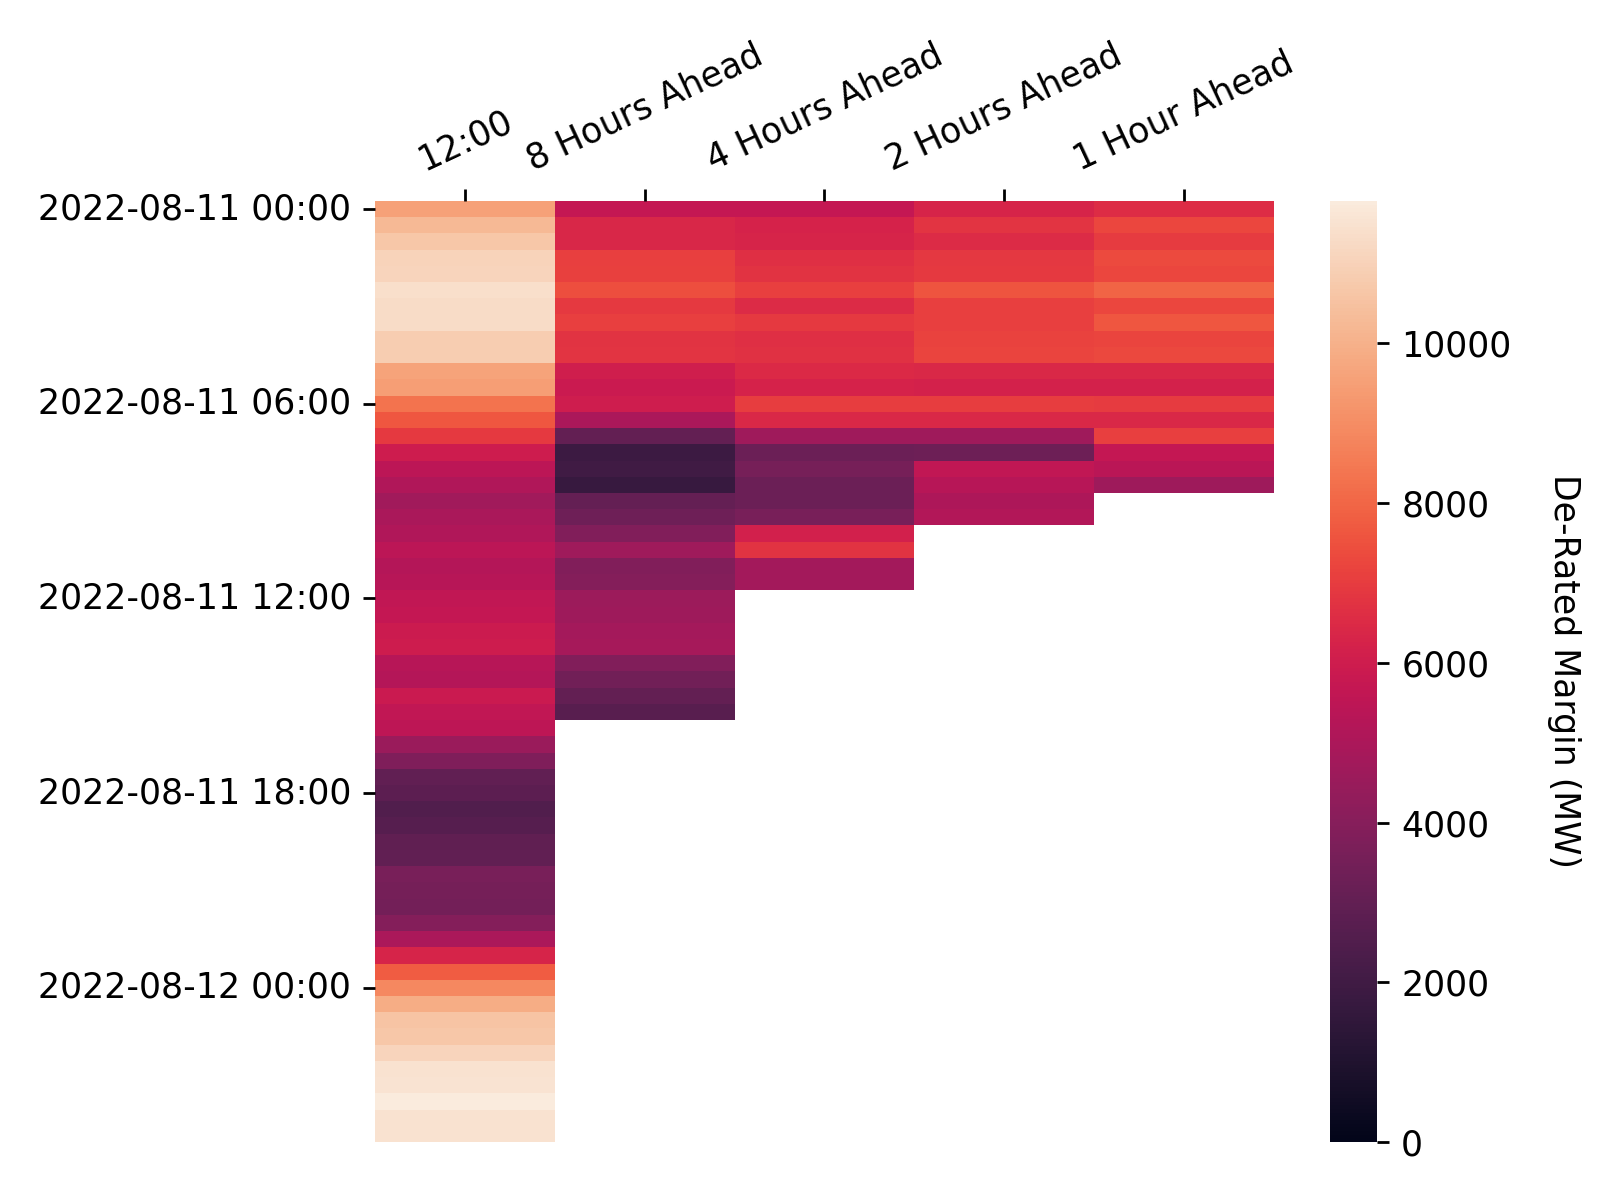 12:00
8 Hours Ahead
4 Hours Ahead
2 Hours Ahead
1 Hour Ahead
2022-08-11 00:00
2022-08-11 06:00
2022-08-11 12:00
2022-08-11 18:00
2022-08-12 00:00
10000
8000
6000
4000
2000
0
De-Rated Margin (MW)